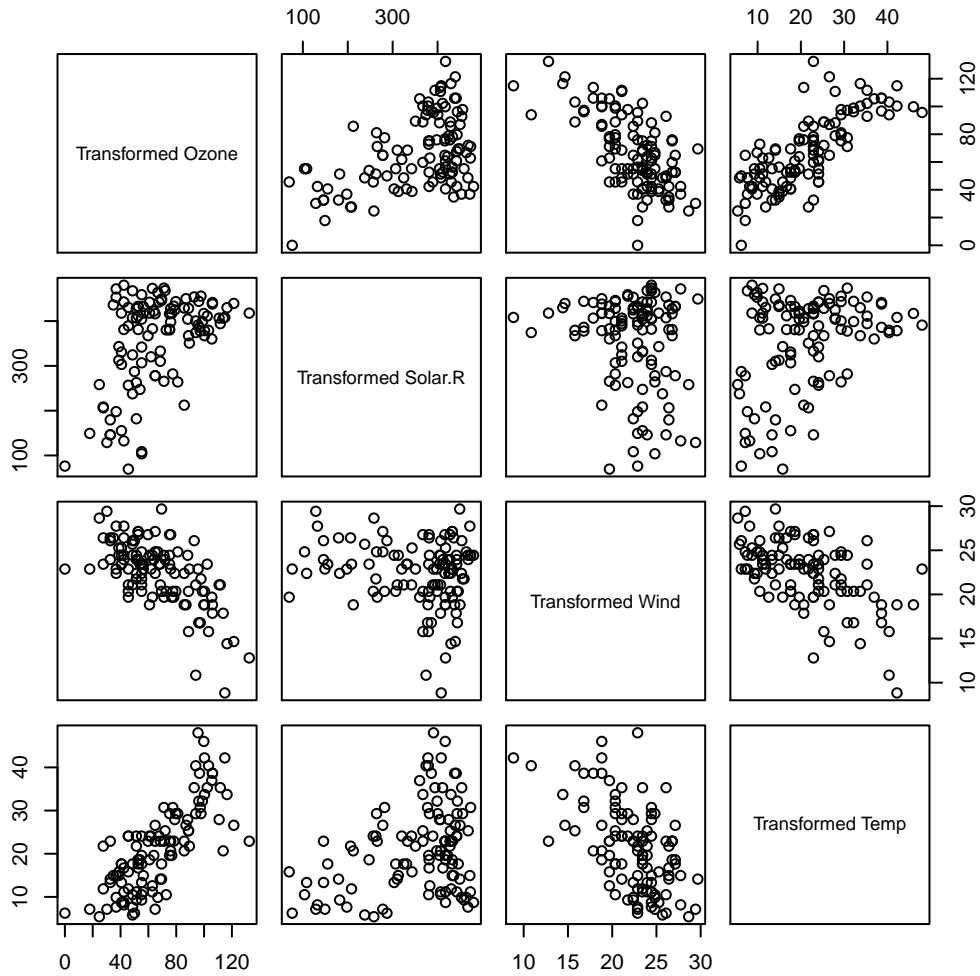 100 300
10 20 30 40
Transformed Ozone
0 40 80 120
100 300
Transformed Solar.R
Transformed Wind
10 15 20 25 30
10 20 30 40
Transformed Temp
0 40 80 120
10 15 20 25 30